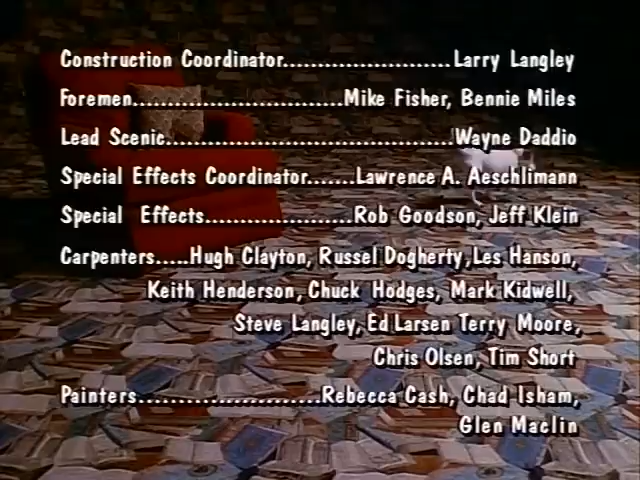 Construction Coordinator........................Larry Langley
Foremen..............................Mike Fisher, Bennie Miles
Lead Scenic.........................................Wayne Daddio
Special Effects Coordinator.......Lawrence A. Aeschlimann
Special Effects.....................Rob Goodson, Jeff Klein
Carpenters.....Hugh Clayton, Russel Dogherty,Les Hanson,
Keith Henderson, Chuck Hodges, Mark Kidwell,
Steve Langley, Ed Larsen Terry Moore,
Chris Olsen, Tim Short
Painters..........................Rebecca Cash, Chad Isham,
Glen Maclin